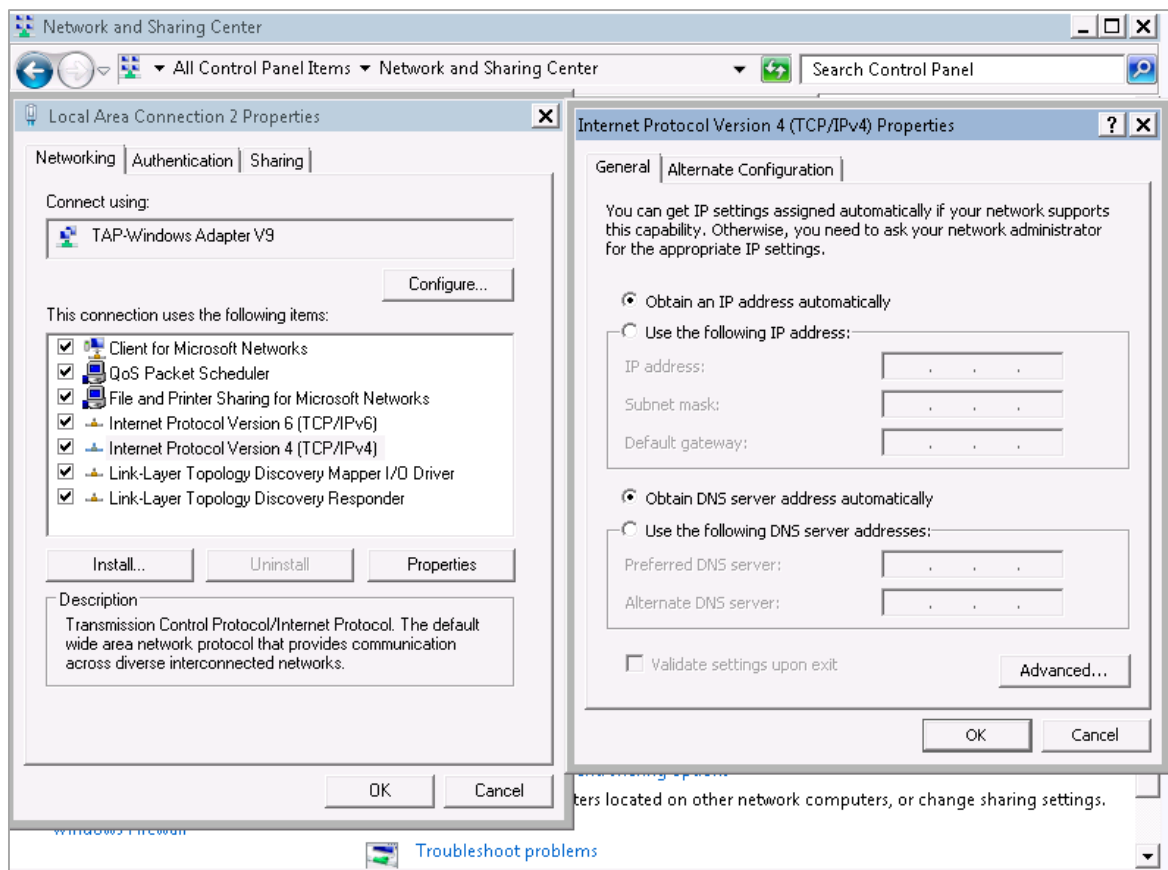 Network and Sharing Center
All Control Panel Items Network and Sharing Center
Search Control Panel
Local Area Connection 2 Properties
Networking Authentication Sharing
Connect using:
TAP-Windows Adapter V9
Configure...
This connection uses the following items:
Client for Microsoft Networks
QoS Packet Scheduler
File and Printer Sharing for Microsoft Networks
Internet Protocol Version 6 (TCP/IPv6)
Internet Protocol Version 4 (TCP/IPv4)
Link-Layer Topology Discovery Mapper I/O Driver
Link-Layer Topology Discovery Responder
Install... Uninstall Properties
Description
Transmission Control Protocol/Internet Protocol. The default
wide area network protocol that provides communication
across diverse interconnected networks.
OK Cancel
Internet Protocol Version 4 (TCP/IPv4) Properties
General Alternate Configuration
You can get IP settings assigned automatically if your network supports
this capability. Otherwise, you need to ask your network administrator
for the appropriate IP settings.
Obtain an IP address automatically
Use the following IP address:
IP address:
Subnet mask:
Default gateway:
Obtain DNS server address automatically
Use the following DNS server addresses:
Preferred DNS server:
Alternate DNS server:
Validate settings upon exit
Advanced...
OK Cancel
ters located on other network computers, or change sharing settings.
Windows Firewall
Troubleshoot problems